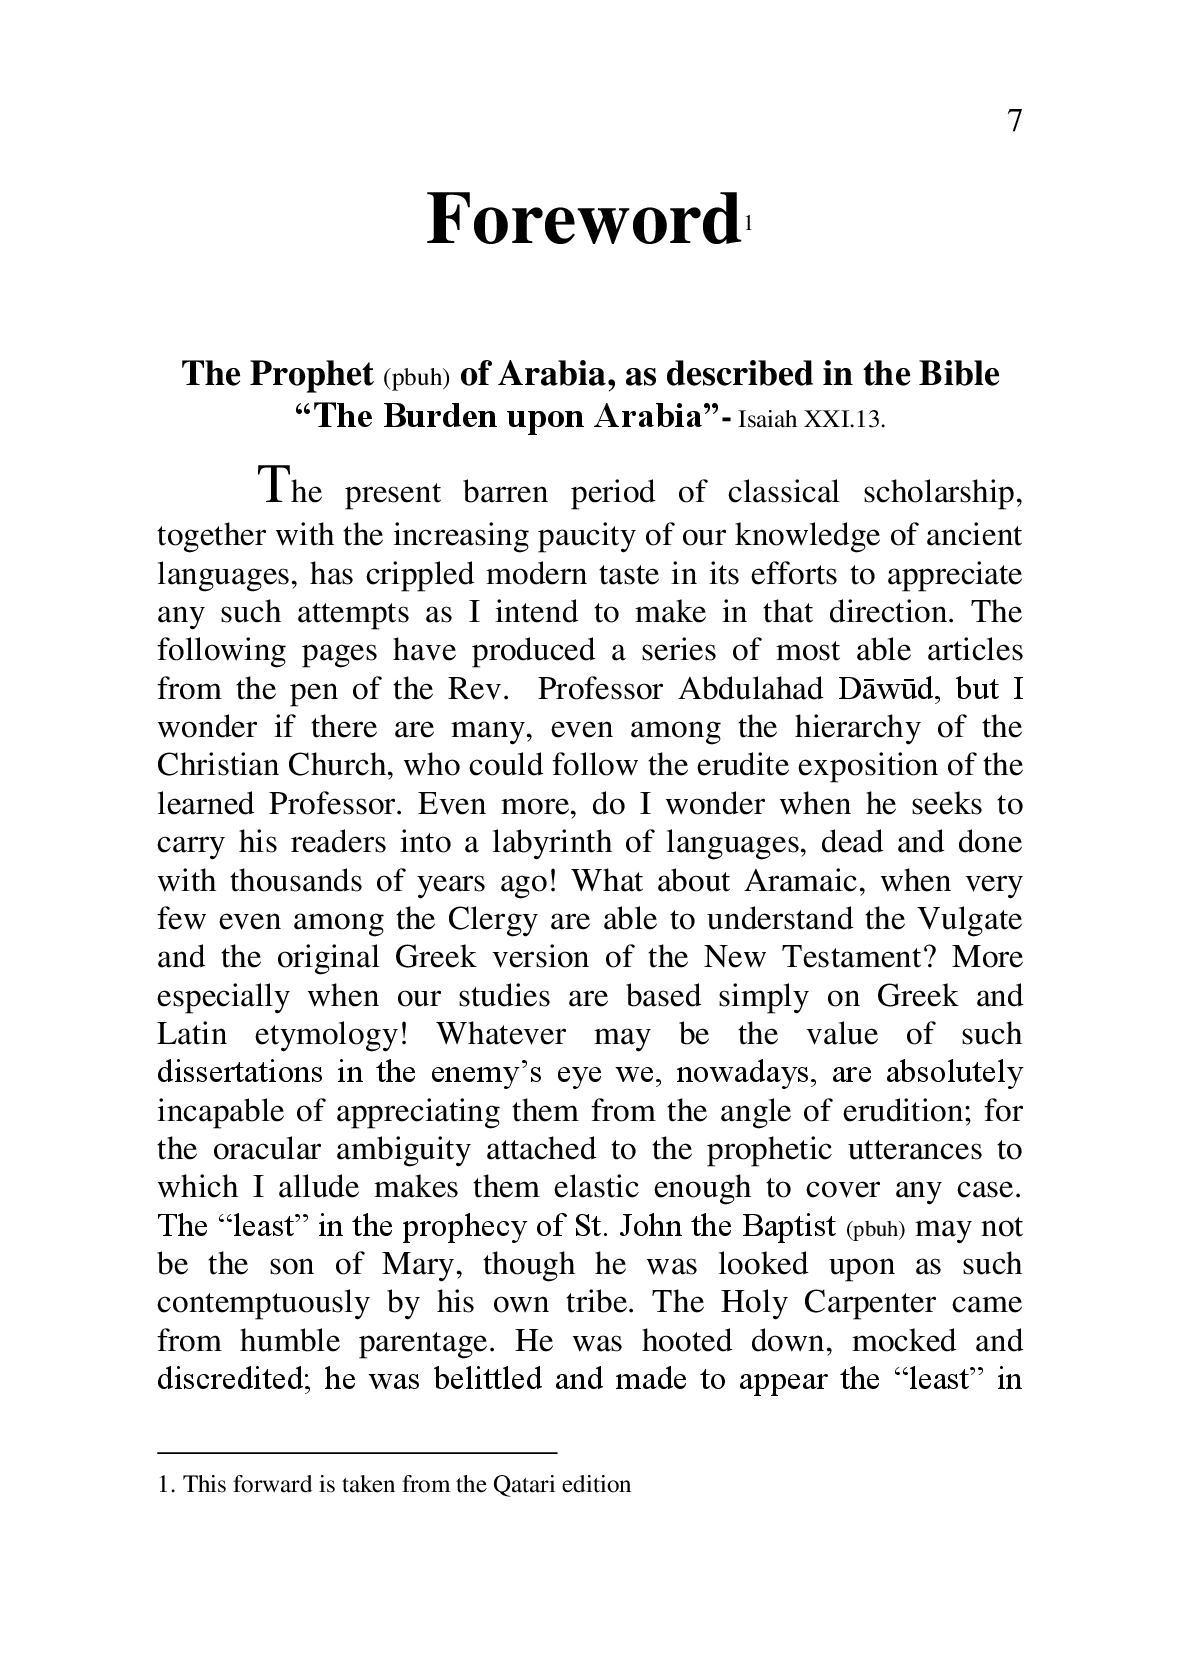 7
Foreword1
The Prophet (pbuh) of Arabia, as described in the Bible
“The Burden upon Arabia”- Isaiah XXI.13.
The present barren period of classical scholarship,
together with the increasing paucity of our knowledge of ancient
languages, has crippled modern taste in its efforts to appreciate
any such attempts as I intend to make in that direction. The
following pages have produced a series of most able articles
from the pen of the Rev. Professor Abdulahad Dāwūd, but I
wonder if there are many, even among the hierarchy of the
Christian Church, who could follow the erudite exposition of the
learned Professor. Even more, do I wonder when he seeks to
carry his readers into a labyrinth of languages, dead and done
with thousands of years ago! What about Aramaic, when very
few even among the Clergy are able to understand the Vulgate
and the original Greek version of the New Testament? More
especially when our studies are based simply on Greek and
Latin etymology! Whatever may be the value of such
dissertations in the enemy’s eye we, nowadays, are absolutely
incapable of appreciating them from the angle of erudition; for
the oracular ambiguity attached to the prophetic utterances to
which I allude makes them elastic enough to cover any case.
The “least” in the prophecy of St. John the Baptist (pbuh) may not
be the son of Mary, though he was looked upon as such
contemptuously by his own tribe. The Holy Carpenter came
from humble parentage. He was hooted down, mocked and
discredited; he was belittled and made to appear the “least” in
1. This forward is taken from the Qatari edition